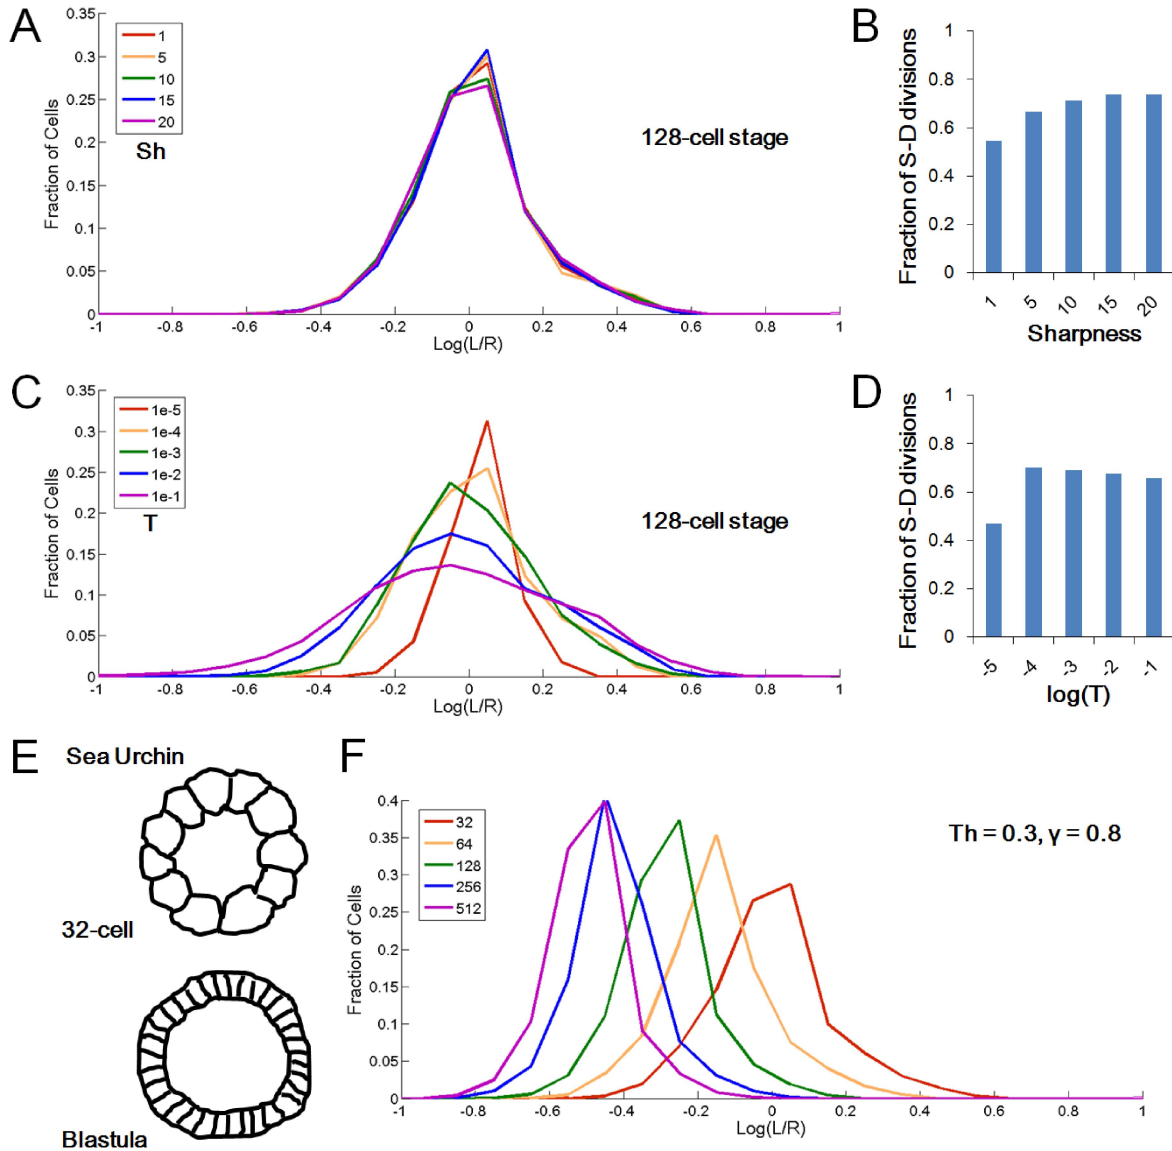 A
0.35
0.3
0.25
0.2
0.15
0.1
0.05
0
Fraction of Cells
1
5
10
15
20
Sh
128-cell stage
-1 -0.8 -0.6 -0.4 -0.2 0 0.2 0.4 0.6 0.8 1
Log(L/R)
B
Fraction of S-D divisions
1
0.8
0.6
0.4
0.2
0
1 5 10 15 20
Sharpness
C
0.35
0.3
0.25
0.2
0.15
0.1
0.05
0
Fraction of Cells
1e-5
1e-4
1e-3
1e-2
1e-1
T
128-cell stage
-1 -0.8 -0.6 -0.4 -0.2 0 0.2 0.4 0.6 0.8 1
Log(L/R)
D
Fraction of S-D divisions
1
0.8
0.6
0.4
0.2
0
-5 -4 -3 -2 -1
log(T)
E
Sea Urchin
32-cell
Blastula
F
0.4
0.35
0.3
0.25
0.2
0.15
0.1
0.05
0
Fraction of Cells
32
64
128
256
512
Th = 0.3, γ = 0.8
-1 -0.8 -0.6 -0.4 -0.2 0 0.2 0.4 0.6 0.8 1
Log(L/R)